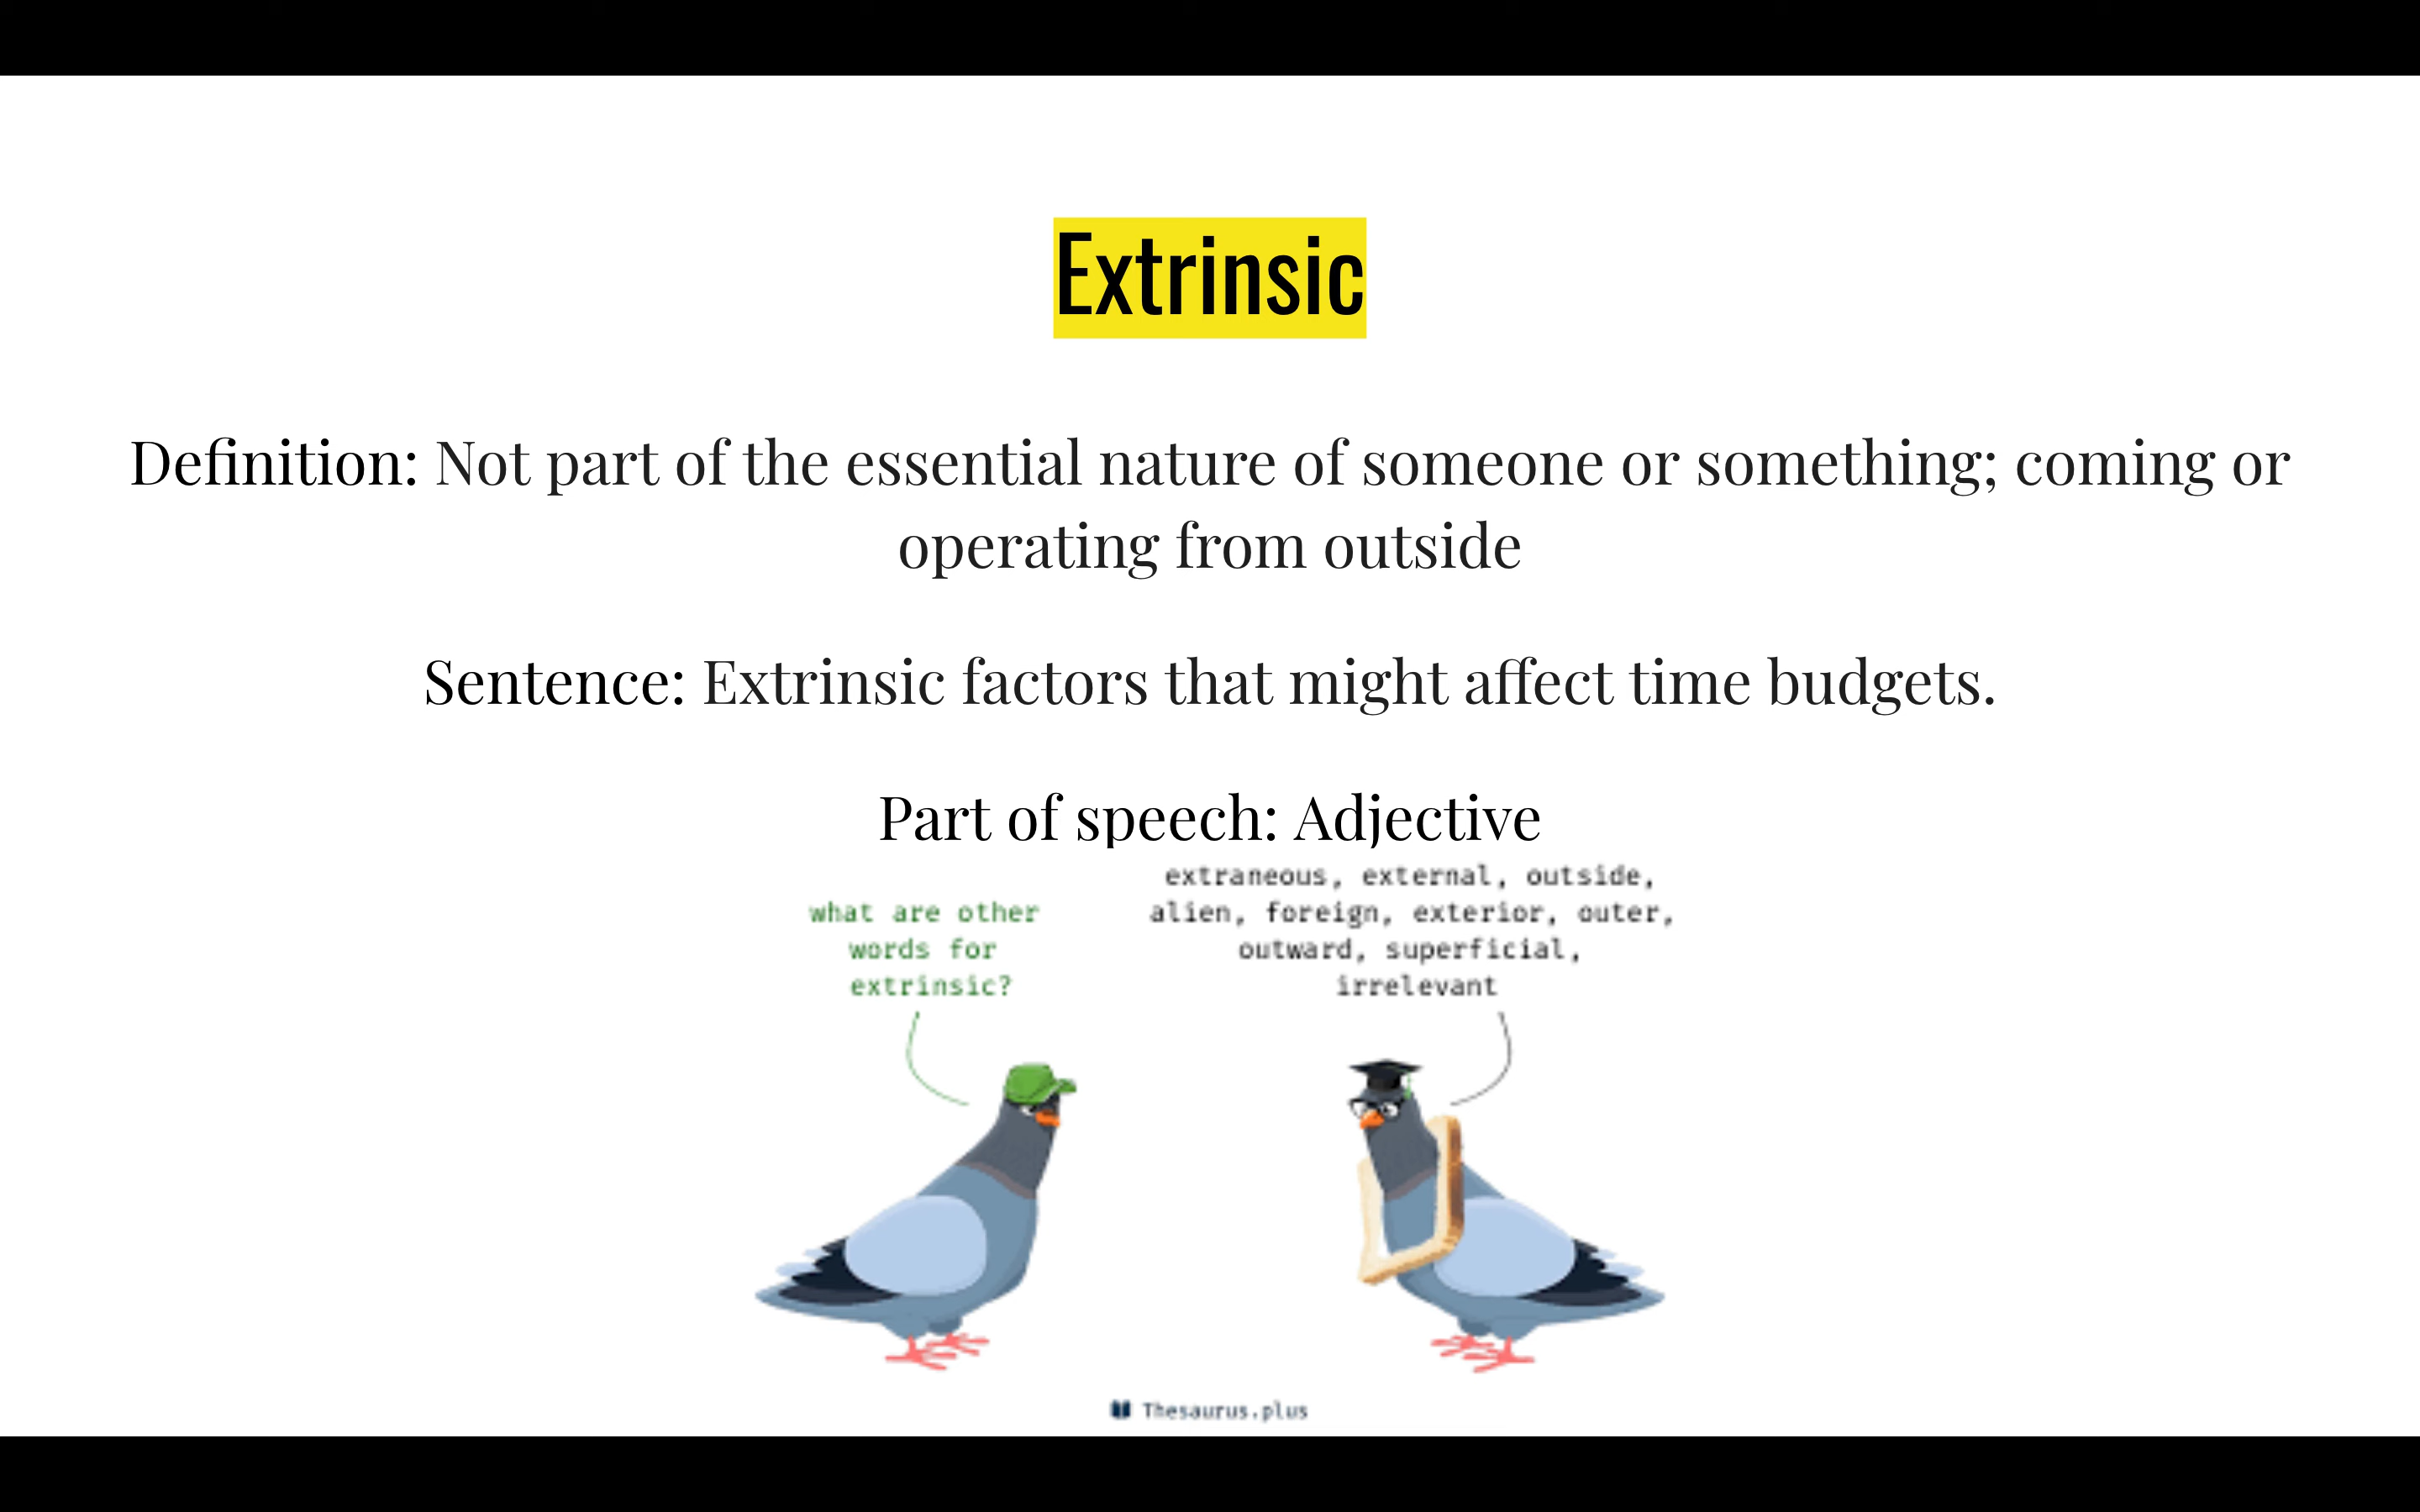 Extrinsic
Definition: Not part of the essential nature of someone or something; coming or
operating from outside
Sentence: Extrinsic factors that might affect time budgets.
Part of speech: Adjective
what are other
words for
extrinsic?
extraneous, external, outside,
alien, foreign, exterior, outer,
outward, superficial,
irrelevant
Thesaurus.plus